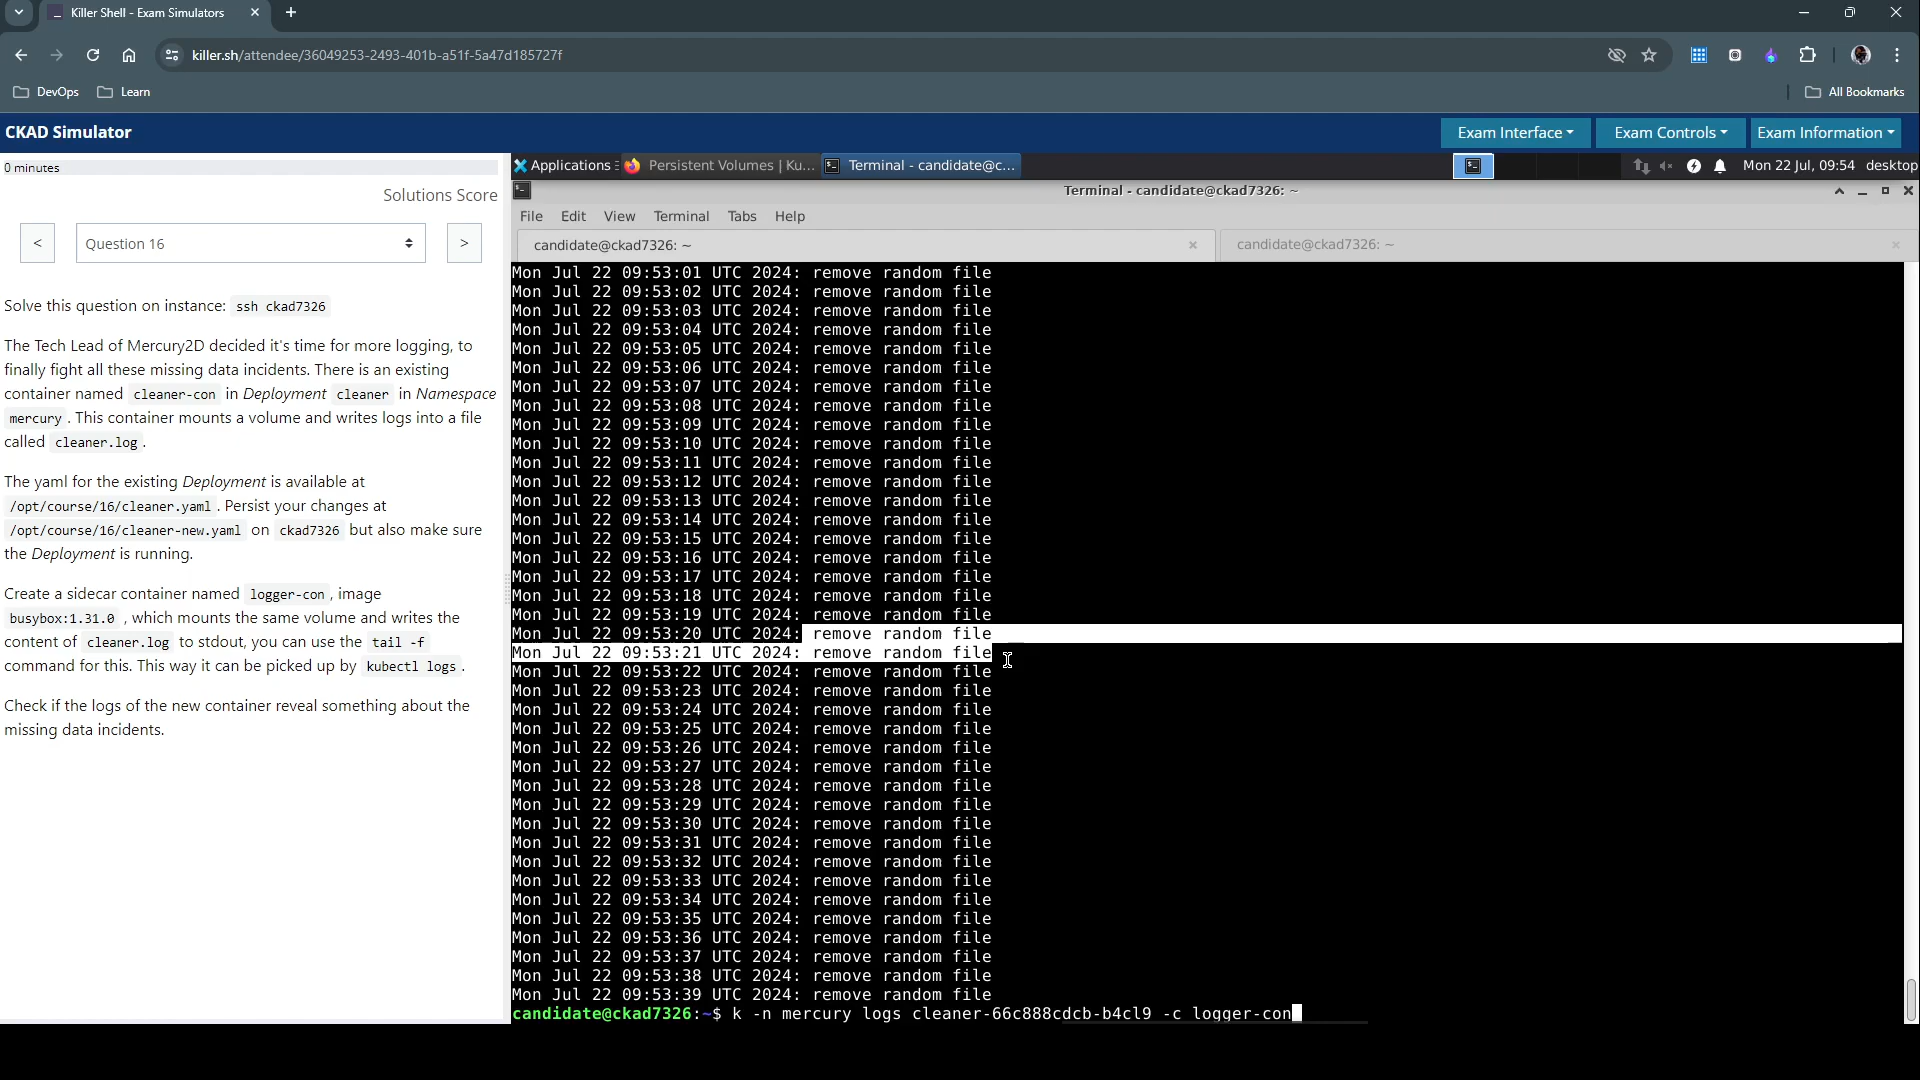 Killer Shell - Exam Simulators
killer.sh/attendee/36049253-2493-401b-a51f-5a47d185727f
DevOps
Learn
All Bookmarks
CKAD Simulator
Exam Interface
Exam Controls
Exam Information
0 minutes
Solutions Score
<
Question 16
>
Solve this question on instance: ssh ckad7326
The Tech Lead of Mercury2D decided it's time for more logging, to
finally fight all these missing data incidents. There is an existing
container named cleaner-con in Deployment cleaner in Namespace
mercury . This container mounts a volume and writes logs into a file
called cleaner.log .
The yaml for the existing Deployment is available at
/opt/course/16/cleaner.yaml . Persist your changes at
/opt/course/16/cleaner-new.yaml on ckad7326 but also make sure
the Deployment is running.
Create a sidecar container named logger-con , image
busybox:1.31.0 , which mounts the same volume and writes the
content of cleaner.log to stdout, you can use the tail -f
command for this. This way it can be picked up by kubectl logs .
Check if the logs of the new container reveal something about the
missing data incidents.
Applications
Persistent Volumes | Ku...
Terminal - candidate@c...
Mon 22 Jul, 09:54
desktop
Terminal - candidate@ckad7326: ~
File Edit View Terminal Tabs Help
candidate@ckad7326: ~
candidate@ckad7326: ~
Mon Jul 22 09:53:01 UTC 2024: remove random file
Mon Jul 22 09:53:02 UTC 2024: remove random file
Mon Jul 22 09:53:03 UTC 2024: remove random file
Mon Jul 22 09:53:04 UTC 2024: remove random file
Mon Jul 22 09:53:05 UTC 2024: remove random file
Mon Jul 22 09:53:06 UTC 2024: remove random file
Mon Jul 22 09:53:07 UTC 2024: remove random file
Mon Jul 22 09:53:08 UTC 2024: remove random file
Mon Jul 22 09:53:09 UTC 2024: remove random file
Mon Jul 22 09:53:10 UTC 2024: remove random file
Mon Jul 22 09:53:11 UTC 2024: remove random file
Mon Jul 22 09:53:12 UTC 2024: remove random file
Mon Jul 22 09:53:13 UTC 2024: remove random file
Mon Jul 22 09:53:14 UTC 2024: remove random file
Mon Jul 22 09:53:15 UTC 2024: remove random file
Mon Jul 22 09:53:16 UTC 2024: remove random file
Mon Jul 22 09:53:17 UTC 2024: remove random file
Mon Jul 22 09:53:18 UTC 2024: remove random file
Mon Jul 22 09:53:19 UTC 2024: remove random file
Mon Jul 22 09:53:20 UTC 2024: remove random file
Mon Jul 22 09:53:21 UTC 2024: remove random file
Mon Jul 22 09:53:22 UTC 2024: remove random file
Mon Jul 22 09:53:23 UTC 2024: remove random file
Mon Jul 22 09:53:24 UTC 2024: remove random file
Mon Jul 22 09:53:25 UTC 2024: remove random file
Mon Jul 22 09:53:26 UTC 2024: remove random file
Mon Jul 22 09:53:27 UTC 2024: remove random file
Mon Jul 22 09:53:28 UTC 2024: remove random file
Mon Jul 22 09:53:29 UTC 2024: remove random file
Mon Jul 22 09:53:30 UTC 2024: remove random file
Mon Jul 22 09:53:31 UTC 2024: remove random file
Mon Jul 22 09:53:32 UTC 2024: remove random file
Mon Jul 22 09:53:33 UTC 2024: remove random file
Mon Jul 22 09:53:34 UTC 2024: remove random file
Mon Jul 22 09:53:35 UTC 2024: remove random file
Mon Jul 22 09:53:36 UTC 2024: remove random file
Mon Jul 22 09:53:37 UTC 2024: remove random file
Mon Jul 22 09:53:38 UTC 2024: remove random file
Mon Jul 22 09:53:39 UTC 2024: remove random file
candidate@ckad7326:~$ k -n mercury logs cleaner-66c888cdcb-b4cl9 -c logger-con